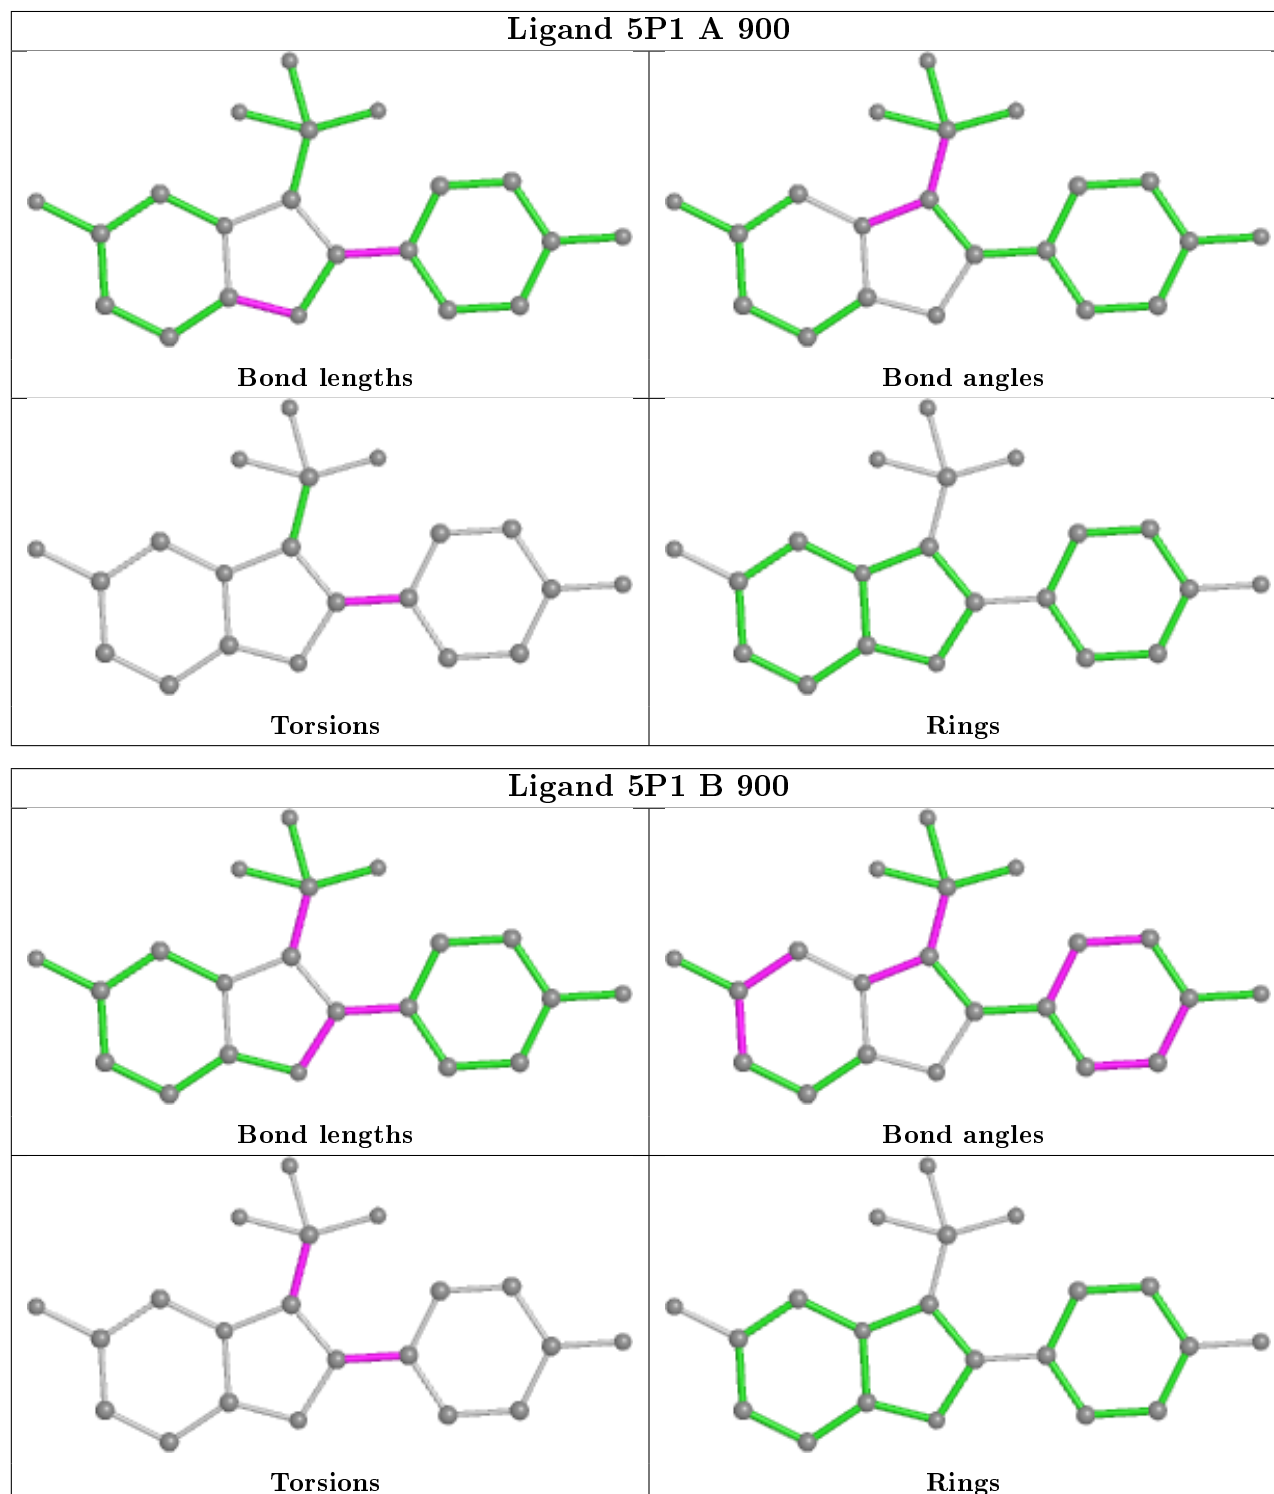 Ligand 5P1 A 900
Bond lengths
Bond angles
Torsions
Rings
Ligand 5P1 B 900
Bond lengths
Bond angles
Torsions
Rings